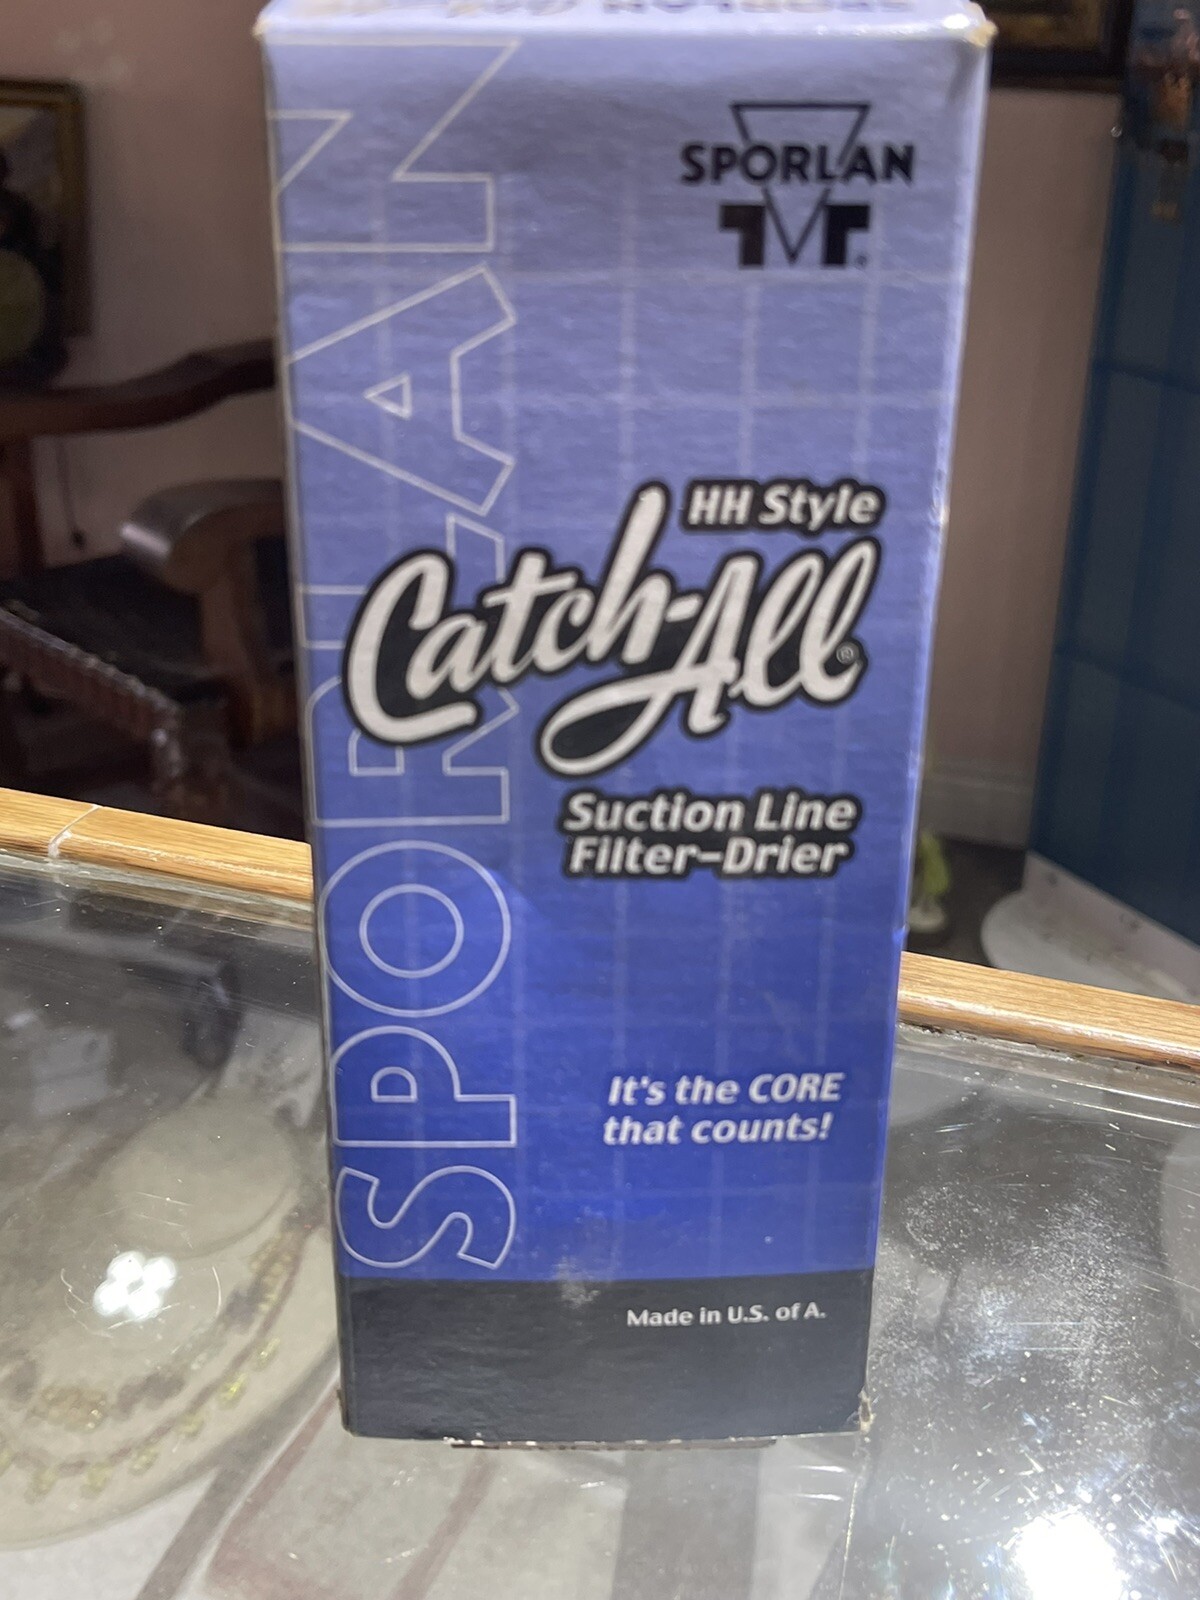 SPORLAN
SPORLAN
HH Style
Catch-All®
Suction Line
Filter-Drier
It's the CORE
that counts!
Made in U.S. of A.